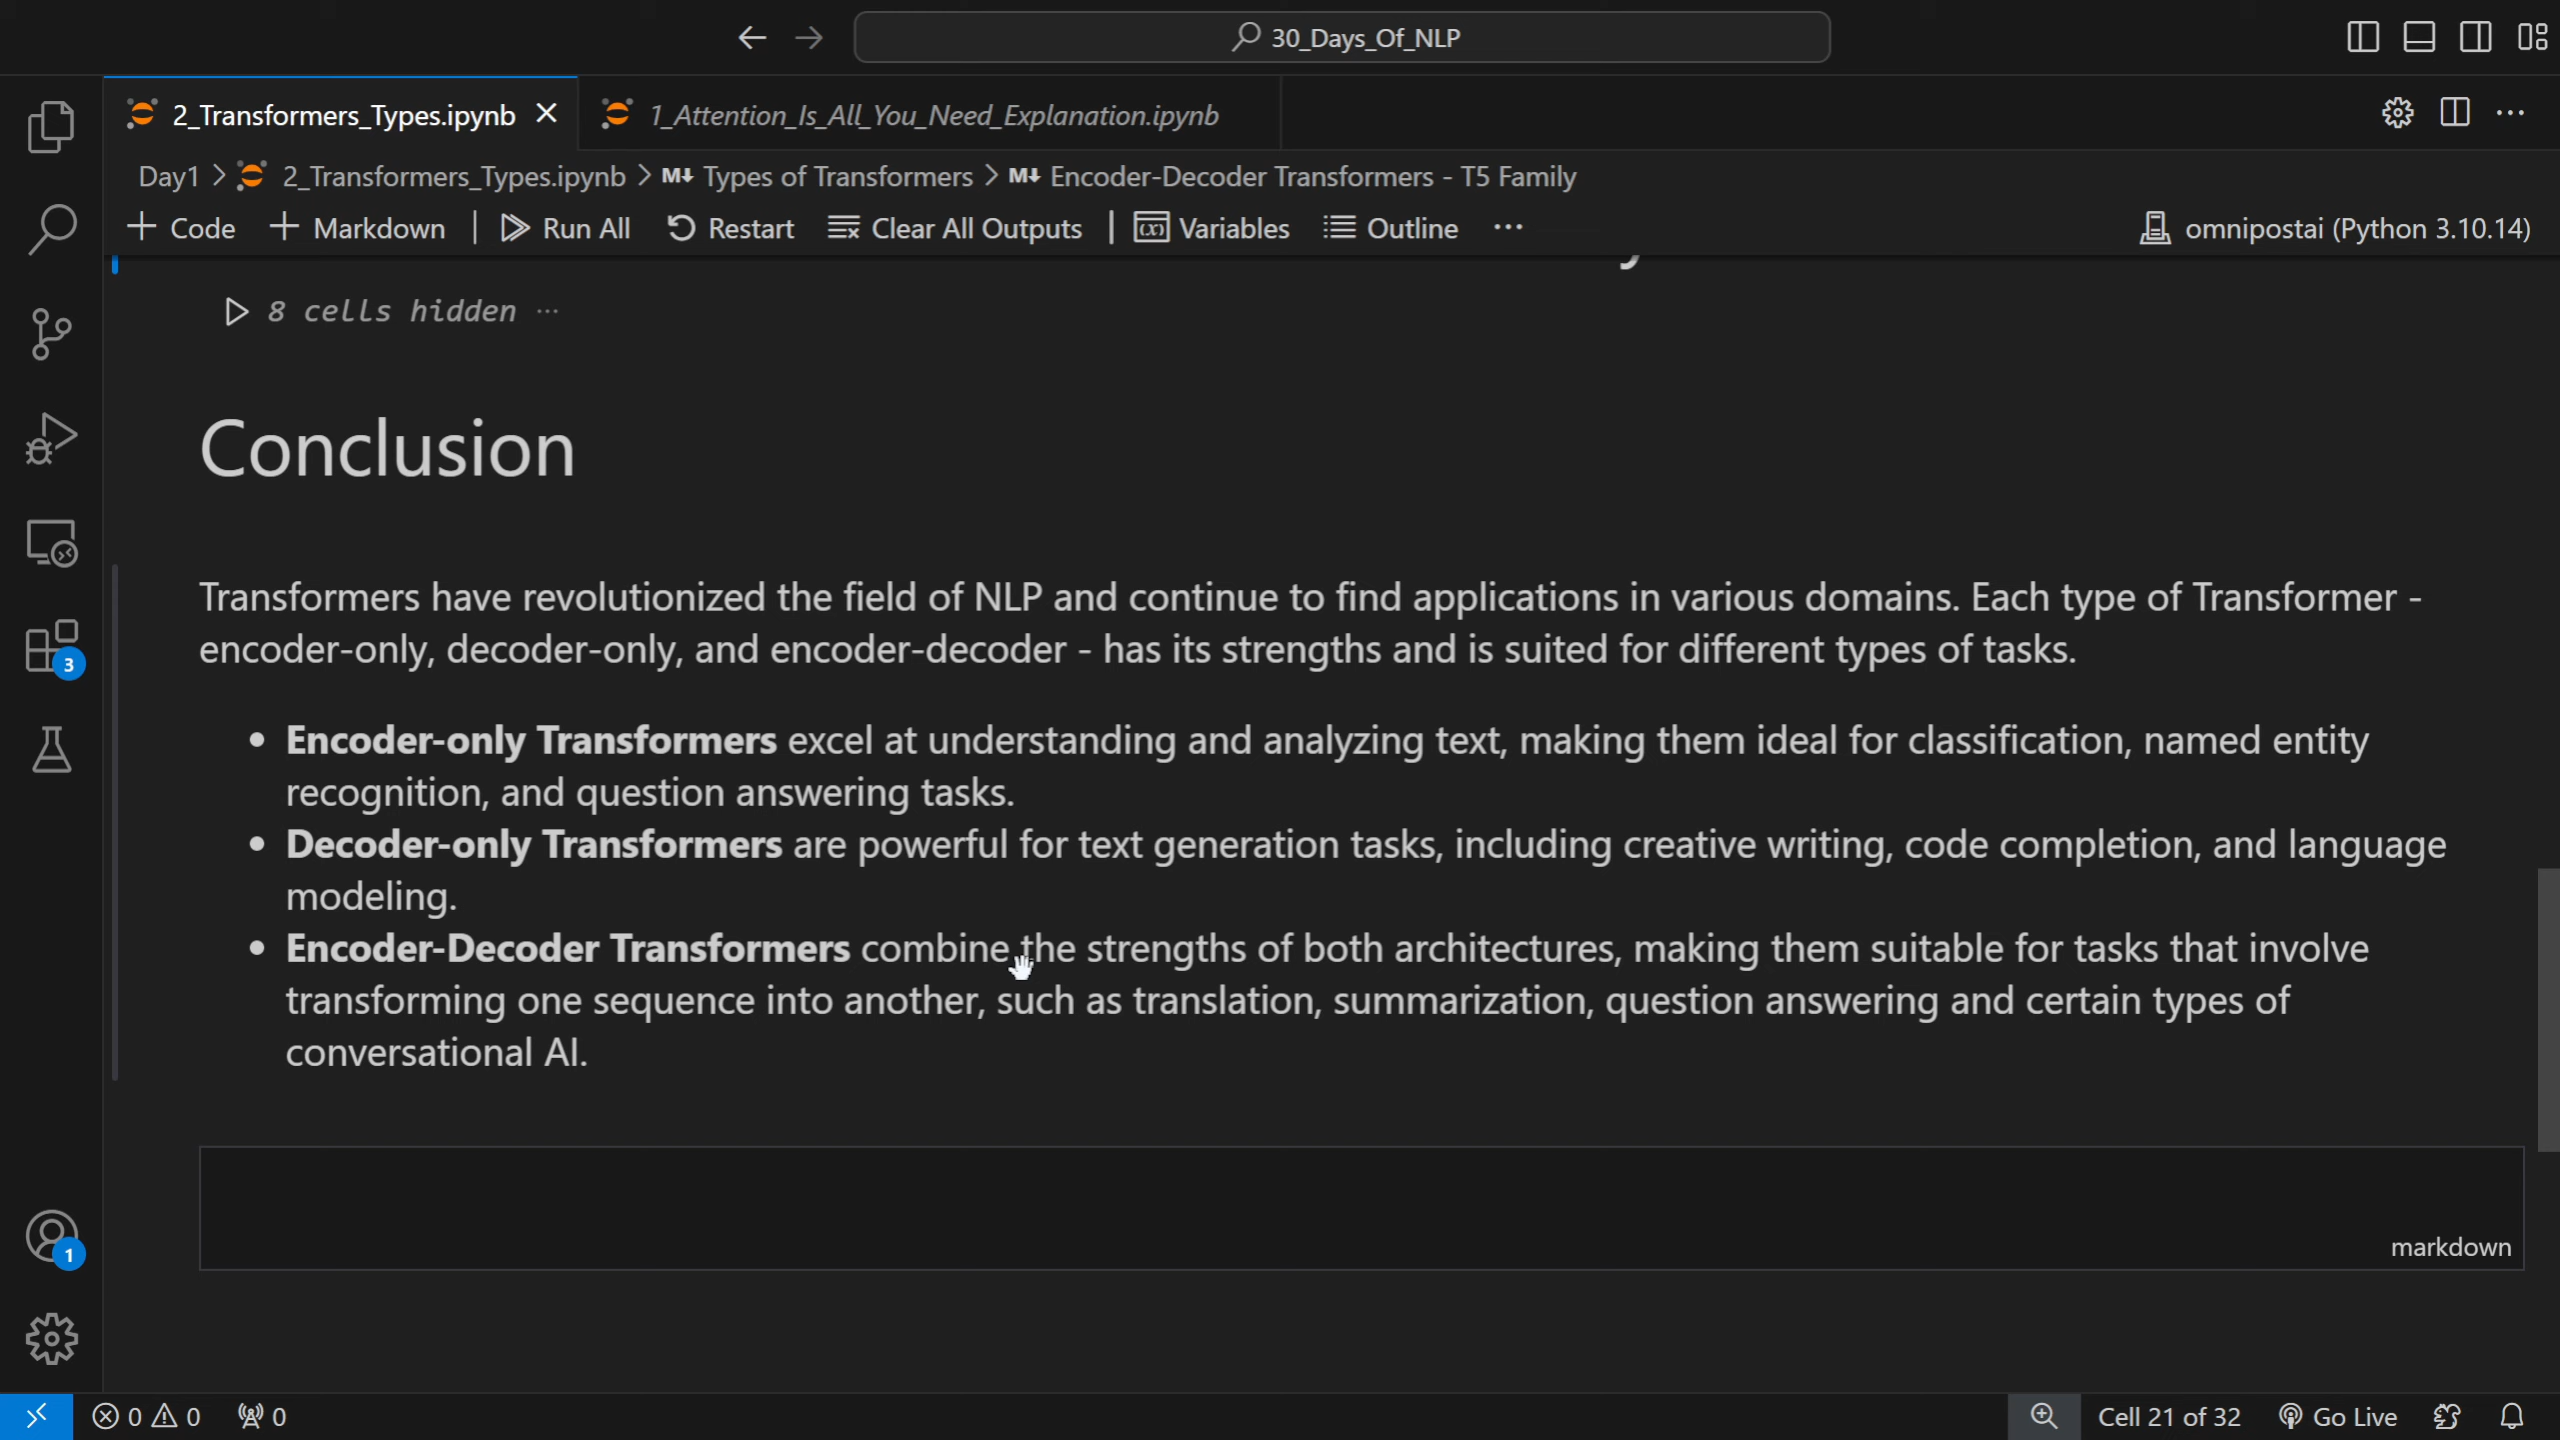 30_Days_Of_NLP
2_Transformers_Types.ipynb
1_Attention_Is_All_You_Need_Explanation.ipynb
Day1 > 2_Transformers_Types.ipynb > M↓ Types of Transformers > M↓ Encoder-Decoder Transformers - T5 Family
+ Code + Markdown | Run All Restart Clear All Outputs | Variables Outline ···
omnipostai (Python 3.10.14)
8 cells hidden ···
Conclusion
Transformers have revolutionized the field of NLP and continue to find applications in various domains. Each type of Transformer -
encoder-only, decoder-only, and encoder-decoder - has its strengths and is suited for different types of tasks.
• Encoder-only Transformers excel at understanding and analyzing text, making them ideal for classification, named entity
recognition, and question answering tasks.
• Decoder-only Transformers are powerful for text generation tasks, including creative writing, code completion, and language
modeling.
• Encoder-Decoder Transformers combine the strengths of both architectures, making them suitable for tasks that involve
transforming one sequence into another, such as translation, summarization, question answering and certain types of
conversational AI.
3
markdown
1
0 0 0
Cell 21 of 32 Go Live